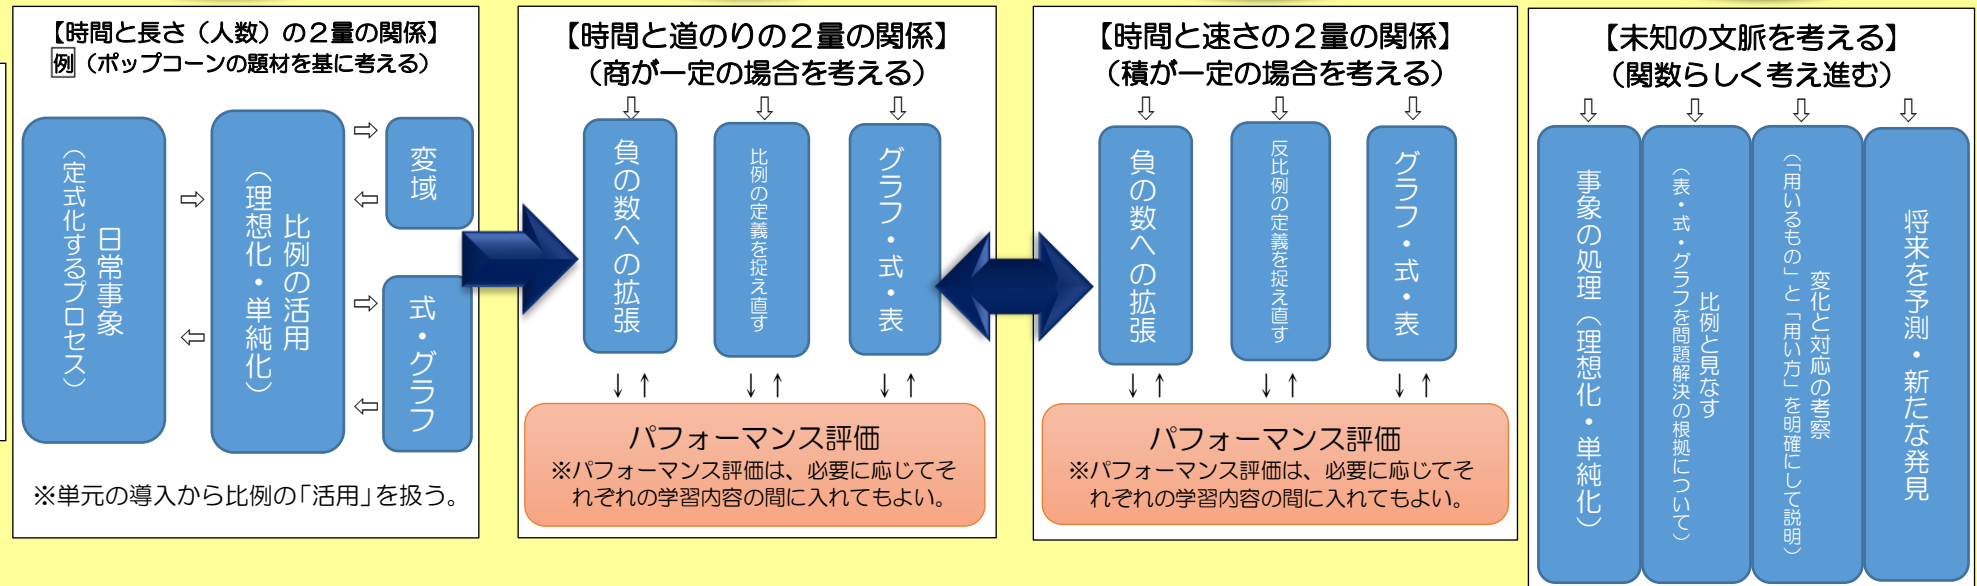 【時間と長さ（人数）の２量の関係】
例（ポップコーンの題材を基に考える）
日常事象
（定式化するプロセス）
比例の活用
（理想化・単純化）
変域
式・グラフ
※単元の導入から比例の「活用」を扱う。
【時間と道のりの２量の関係】
（商が一定の場合を考える）
負の数への拡張
比例の定義を捉え直す
グラフ・式・表
パフォーマンス評価
※パフォーマンス評価は、必要に応じてそ
れぞれの学習内容の間に入れてもよい。
【時間と速さの２量の関係】
（積が一定の場合を考える）
負の数への拡張
反比例の定義を捉え直す
グラフ・式・表
パフォーマンス評価
※パフォーマンス評価は、必要に応じてそ
れぞれの学習内容の間に入れてもよい。
【未知の文脈を考える】
（関数らしく考え進む）
事象の処理（理想化・単純化）
比例と見なす
（表・式・グラフを問題解決の根拠について）
変化と対応の考察
（「用いるもの」と「用い方」を明確にして説明）
将来を予測・新たな発見